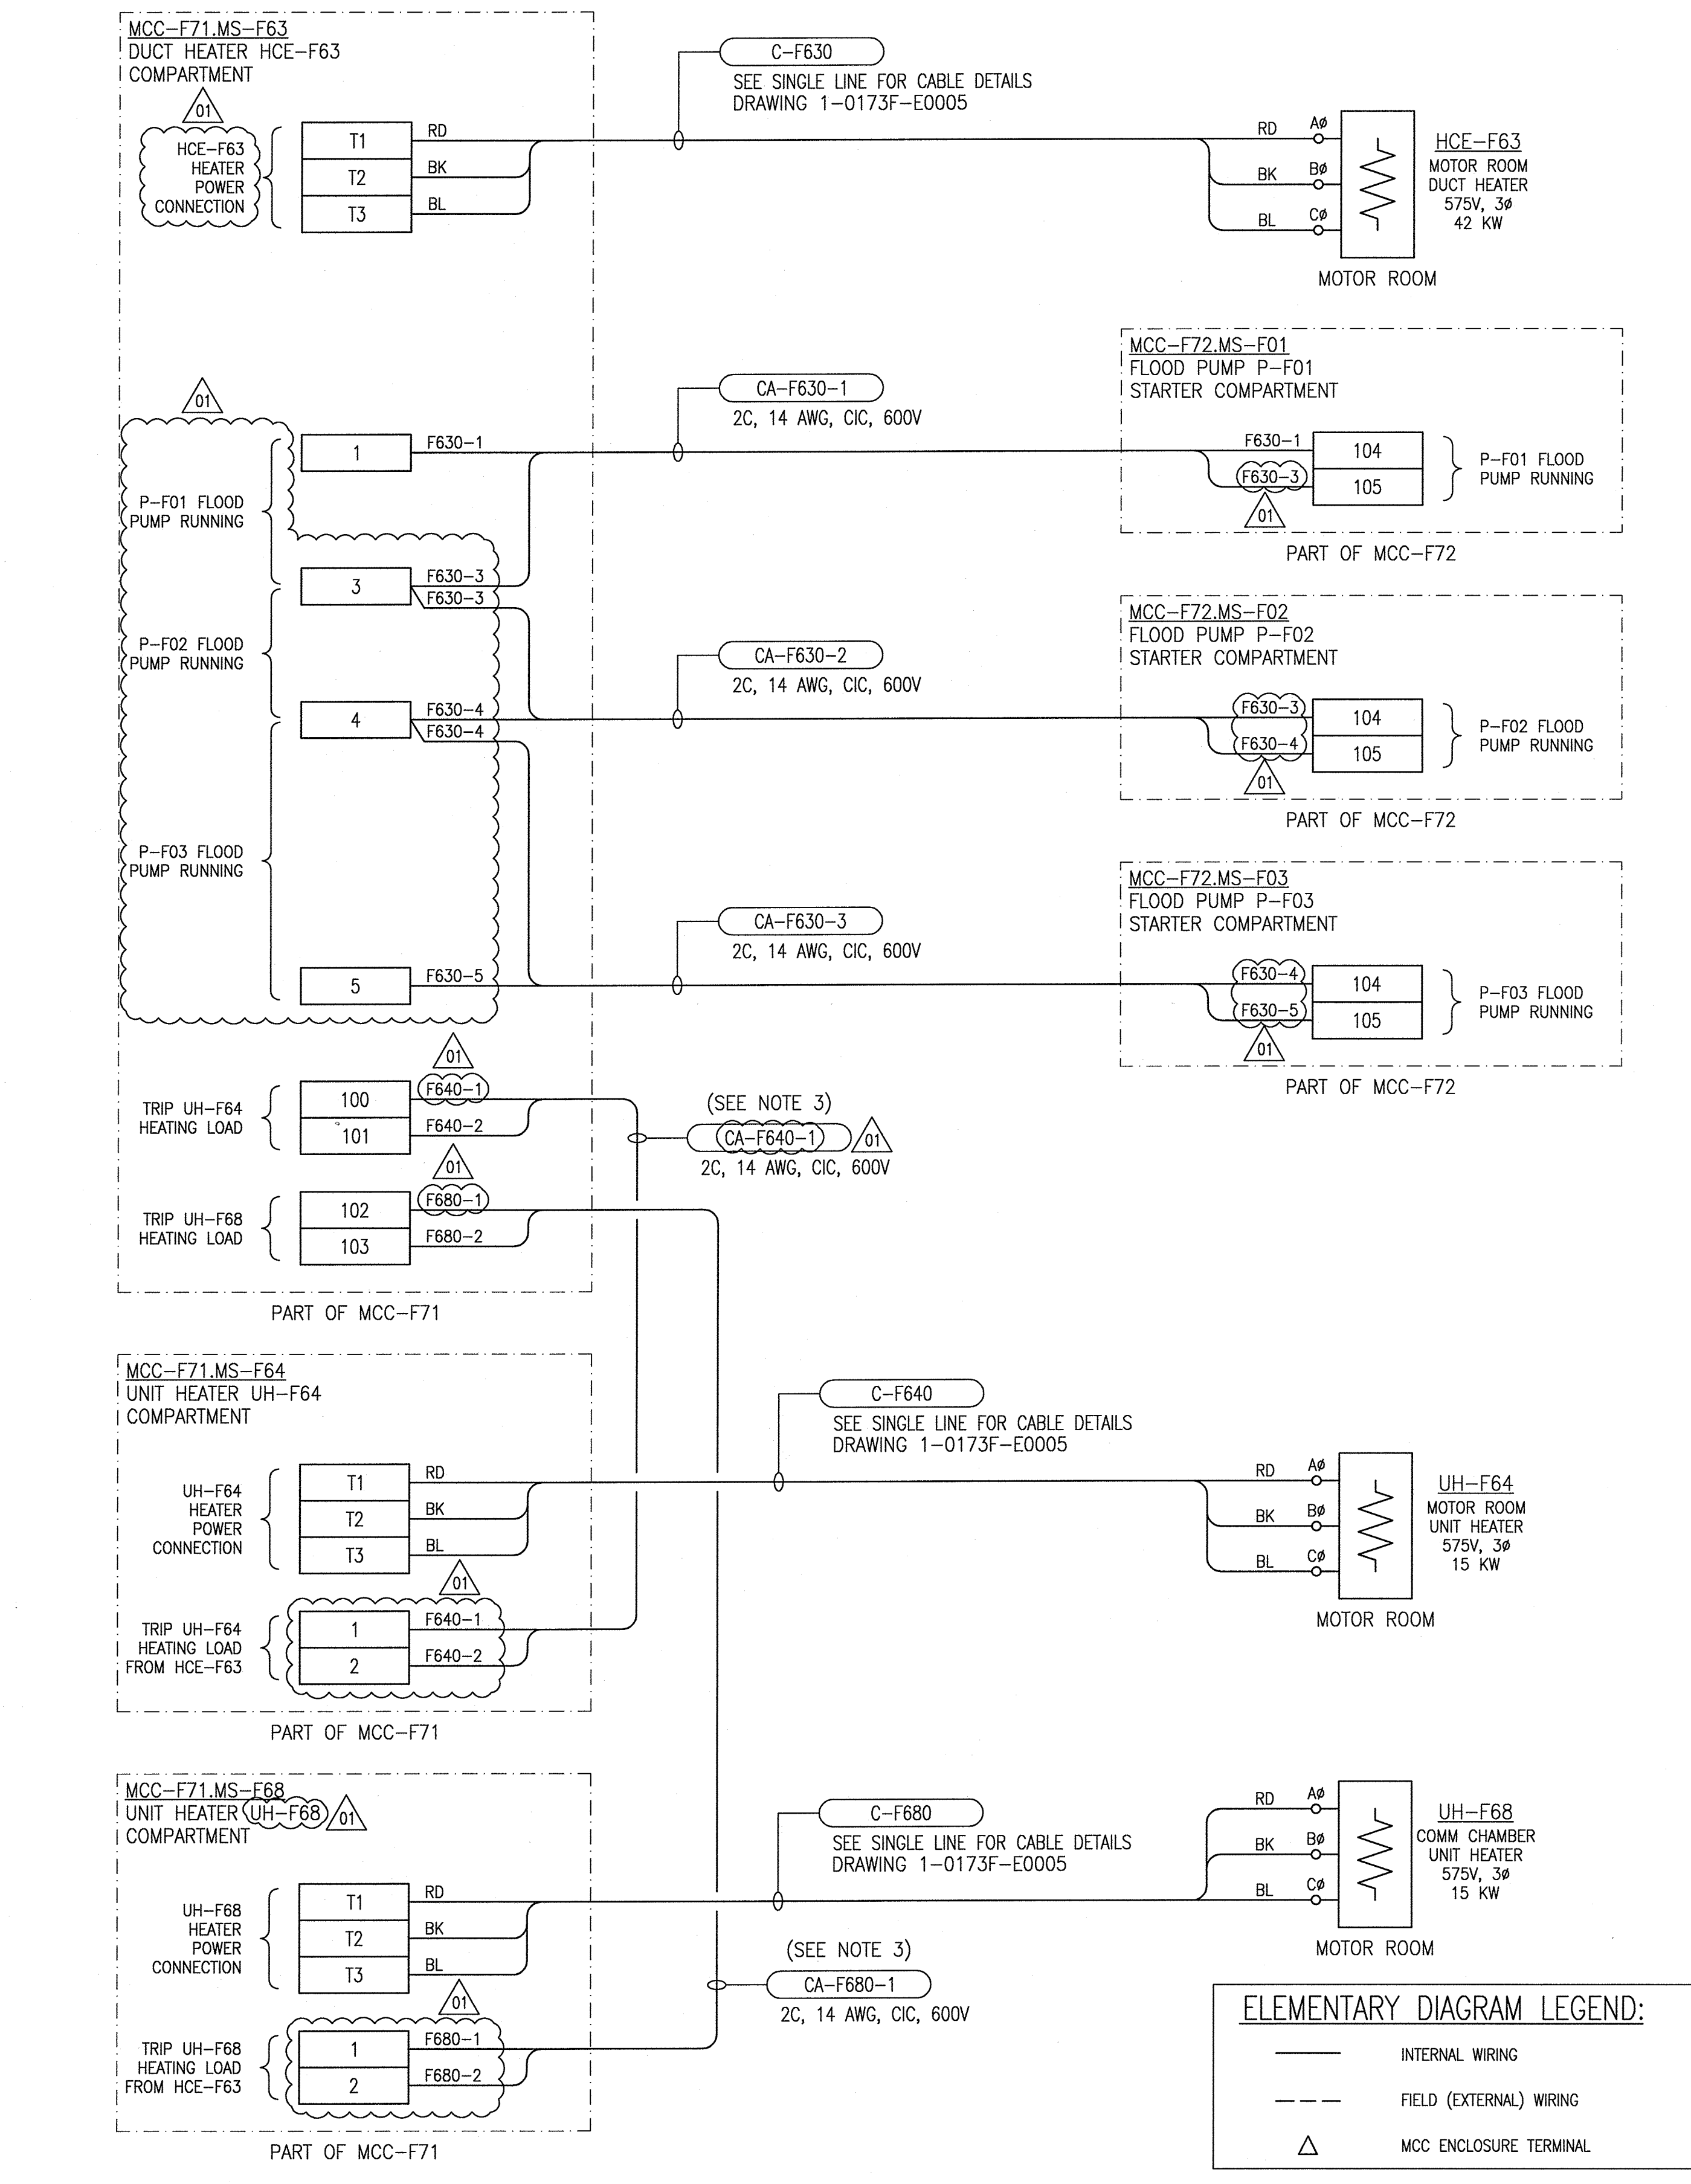 MCC-F71.MS-F63
DUCT HEATER HCE-F63
COMPARTMENT
01
HCE-F63
HEATER
POWER
CONNECTION
T1
T2
T3
RD
BK
BL
C-F630
SEE SINGLE LINE FOR CABLE DETAILS
DRAWING 1-0173F-E0005
RD
BK
BL
AØ
BØ
CØ
HCE-F63
MOTOR ROOM
DUCT HEATER
575V, 3ø
42 KW
MOTOR ROOM
01
P-F01 FLOOD
PUMP RUNNING
1
F630-1
CA-F630-1
2C, 14 AWG, CIC, 600V
MCC-F72.MS-F01
FLOOD PUMP P-F01
STARTER COMPARTMENT
F630-1
F630-3
01
104
105
P-F01 FLOOD
PUMP RUNNING
PART OF MCC-F72
3
F630-3
F630-3
P-F02 FLOOD
PUMP RUNNING
4
F630-4
F630-4
CA-F630-2
2C, 14 AWG, CIC, 600V
MCC-F72.MS-F02
FLOOD PUMP P-F02
STARTER COMPARTMENT
F630-3
F630-4
01
104
105
P-F02 FLOOD
PUMP RUNNING
PART OF MCC-F72
P-F03 FLOOD
PUMP RUNNING
5
F630-5
CA-F630-3
2C, 14 AWG, CIC, 600V
MCC-F72.MS-F03
FLOOD PUMP P-F03
STARTER COMPARTMENT
F630-4
F630-5
01
104
105
P-F03 FLOOD
PUMP RUNNING
PART OF MCC-F72
01
TRIP UH-F64
HEATING LOAD
100
101
F640-1
F640-2
(SEE NOTE 3)
CA-F640-1
01
2C, 14 AWG, CIC, 600V
01
TRIP UH-F68
HEATING LOAD
102
103
F680-1
F680-2
PART OF MCC-F71
MCC-F71.MS-F64
UNIT HEATER UH-F64
COMPARTMENT
UH-F64
HEATER
POWER
CONNECTION
T1
T2
T3
RD
BK
BL
C-F640
SEE SINGLE LINE FOR CABLE DETAILS
DRAWING 1-0173F-E0005
RD
BK
BL
AØ
BØ
CØ
UH-F64
MOTOR ROOM
UNIT HEATER
575V, 3ø
15 KW
MOTOR ROOM
01
TRIP UH-F64
HEATING LOAD
FROM HCE-F63
1
2
F640-1
F640-2
PART OF MCC-F71
MCC-F71.MS-F68
UNIT HEATER UH-F68
01
COMPARTMENT
UH-F68
HEATER
POWER
CONNECTION
T1
T2
T3
RD
BK
BL
C-F680
SEE SINGLE LINE FOR CABLE DETAILS
DRAWING 1-0173F-E0005
RD
BK
BL
AØ
BØ
CØ
UH-F68
COMM CHAMBER
UNIT HEATER
575V, 3ø
15 KW
MOTOR ROOM
(SEE NOTE 3)
CA-F680-1
2C, 14 AWG, CIC, 600V
01
TRIP UH-F68
HEATING LOAD
FROM HCE-F63
1
2
F680-1
F680-2
PART OF MCC-F71
ELEMENTARY DIAGRAM LEGEND:
INTERNAL WIRING
FIELD (EXTERNAL) WIRING
MCC ENCLOSURE TERMINAL